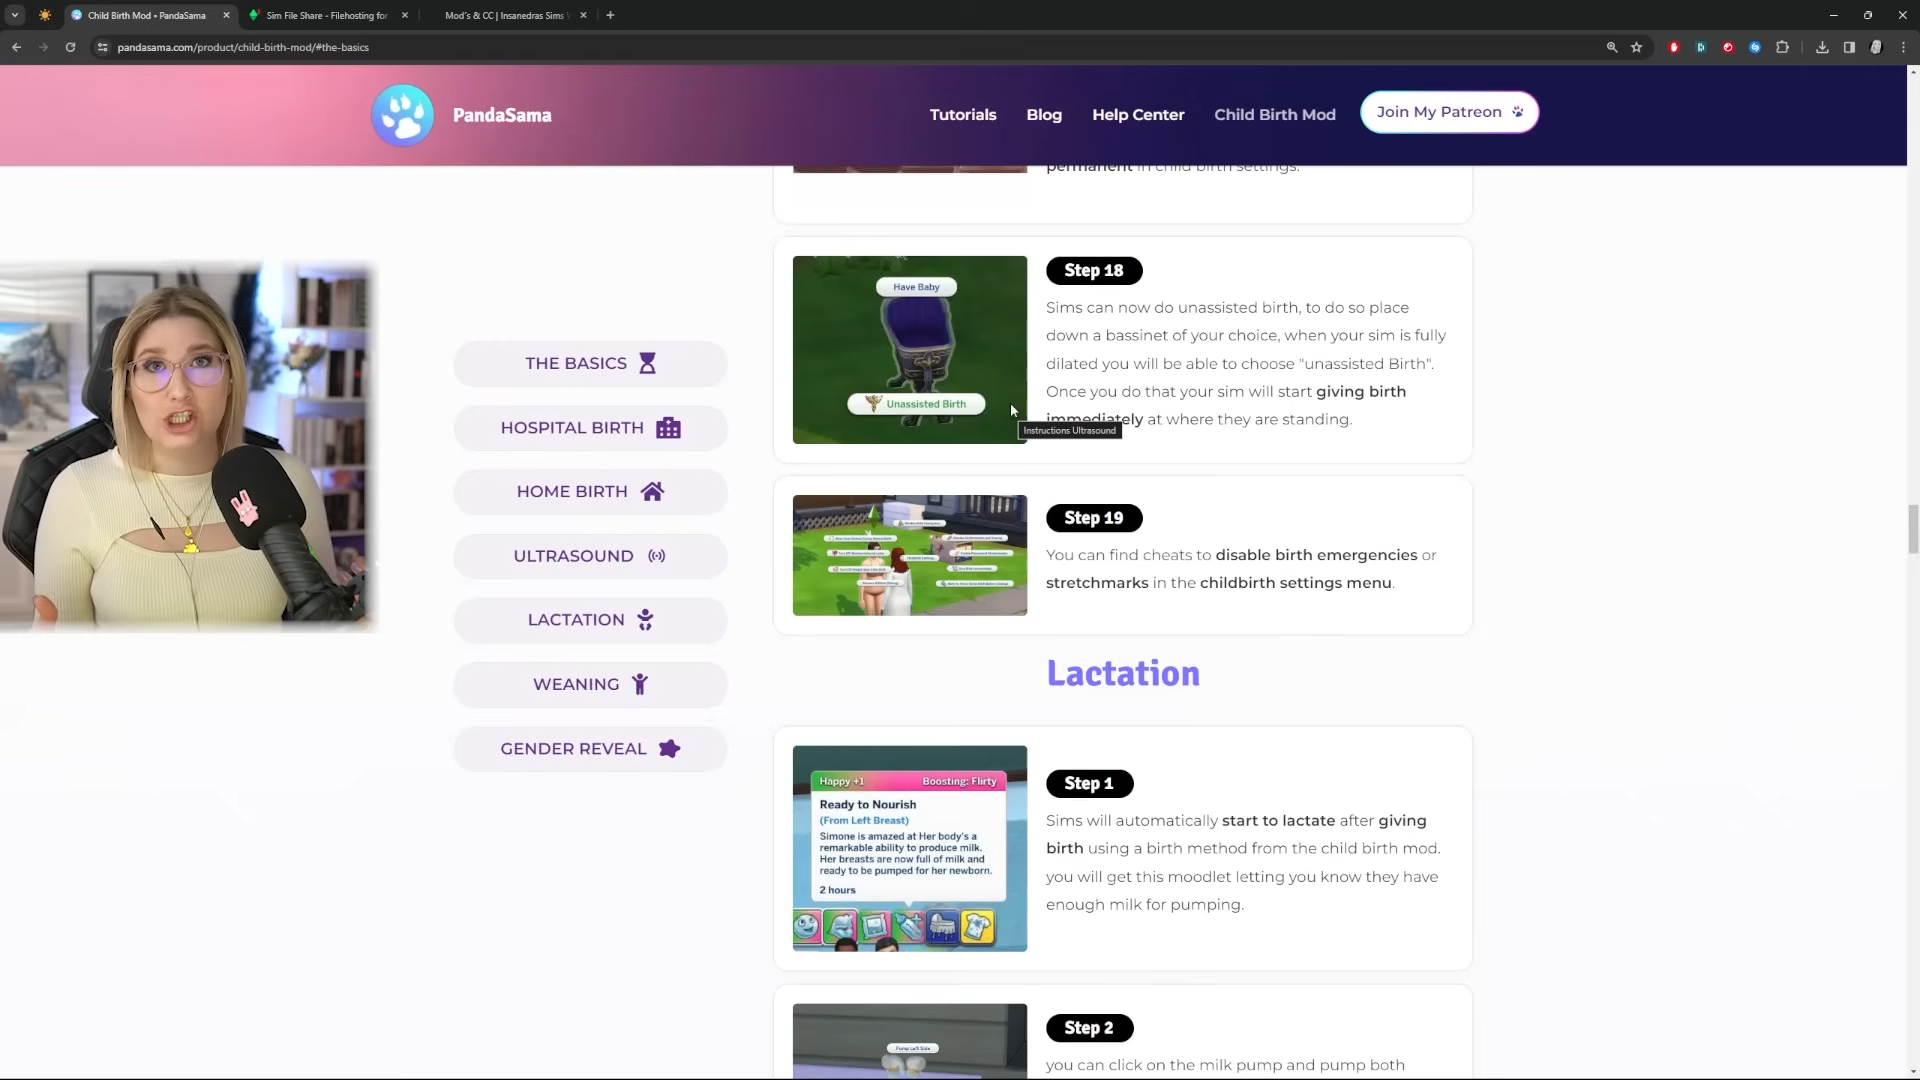 Child Birth Mod • PandaSama
Sim File Share - Filehosting for
Mod's & CC | Insanedras Sims
pandasama.com/product/child-birth-mod/#the-basics
PandaSama
Tutorials
Blog
Help Center
Child Birth Mod
Join My Patreon
permanent in child birth settings.
THE BASICS
HOSPITAL BIRTH
HOME BIRTH
ULTRASOUND
LACTATION
WEANING
GENDER REVEAL
Have Baby
Unassisted Birth
Step 18
Sims can now do unassisted birth, to do so place
down a bassinet of your choice, when your sim is fully
dilated you will be able to choose "unassisted Birth".
Once you do that your sim will start giving birth
immediately at where they are standing.
Instructions Ultrasound
Step 19
You can find cheats to disable birth emergencies or
stretchmarks in the childbirth settings menu.
Lactation
Happy +1
Boosting: Flirty
Ready to Nourish
(From Left Breast)
Simone is amazed at Her body's a
remarkable ability to produce milk.
Her breasts are now full of milk and
ready to be pumped for her newborn.
2 hours
Step 1
Sims will automatically start to lactate after giving
birth using a birth method from the child birth mod.
you will get this moodlet letting you know they have
enough milk for pumping.
Pump Left Side
Step 2
you can click on the milk pump and pump both